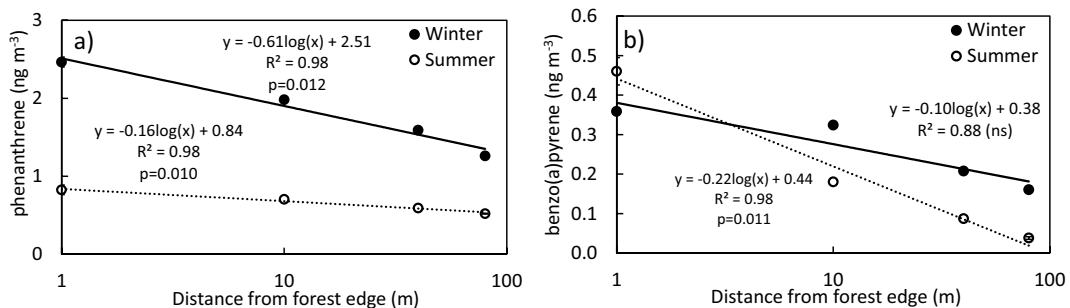 a)
phenanthrene (ng m⁻³)
3
2
1
0
y = -0.61log(x) + 2.51
R² = 0.98
p=0.012
Winter
Summer
y = -0.16log(x) + 0.84
R² = 0.98
p=0.010
1 10 100
Distance from forest edge (m)
b)
benzo(a)pyrene (ng m⁻³)
0.6
0.5
0.4
0.3
0.2
0.1
0.0
Winter
Summer
y = -0.10log(x) + 0.38
R² = 0.88 (ns)
y = -0.22log(x) + 0.44
R² = 0.98
p=0.011
1 10 100
Distance from forest edge (m)